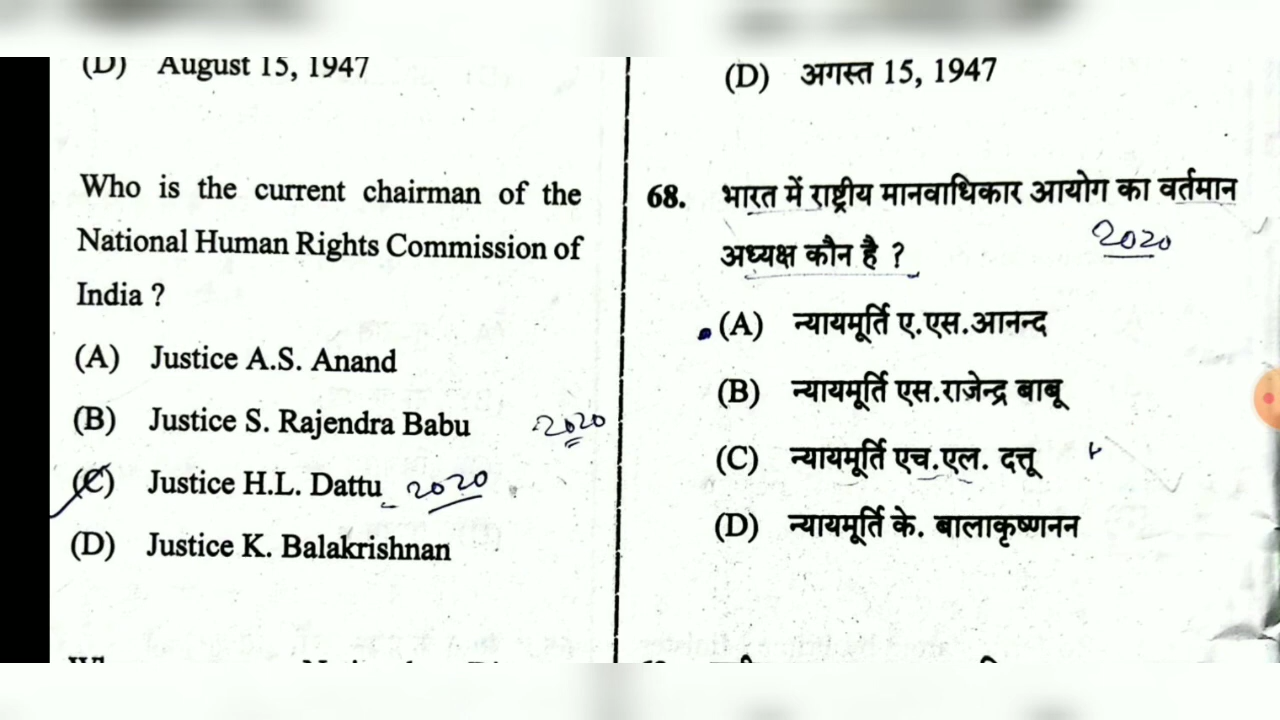 (D) August 15, 1947
Who is the current chairman of the
National Human Rights Commission of
India ?
(A) Justice A.S. Anand
(B) Justice S. Rajendra Babu 2020
(C) Justice H.L. Dattu 2020
(D) Justice K. Balakrishnan
(D) अगस्त 15, 1947
68. भारत में राष्ट्रीय मानवाधिकार आयोग का वर्तमान
अध्यक्ष कौन है ? 2020
(A) न्यायमूर्ति ए.एस.आनन्द
(B) न्यायमूर्ति एस.राजेन्द्र बाबू
(C) न्यायमूर्ति एच.एल. दत्तू
(D) न्यायमूर्ति के. बालाकृष्णनन